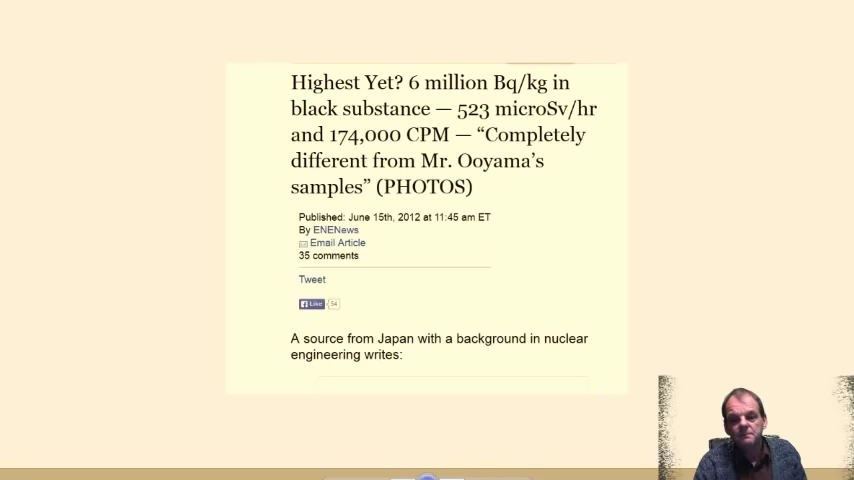 Highest Yet? 6 million Bq/kg in
black substance — 523 microSv/hr
and 174,000 CPM — “Completely
different from Mr. Ooyama’s
samples” (PHOTOS)
Published: June 15th, 2012 at 11:45 am ET
By ENENews
Email Article
35 comments
Tweet
Like 34
A source from Japan with a background in nuclear
engineering writes: